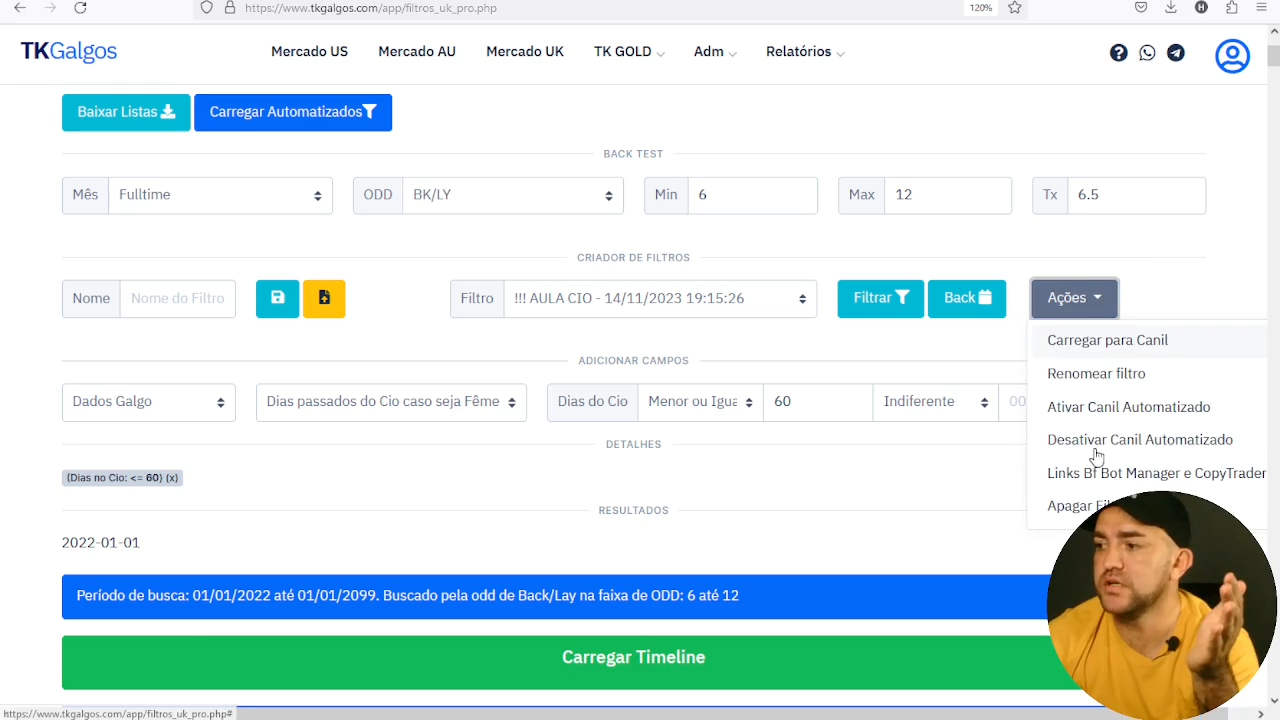 https://www.tkgalgos.com/app/filtros_uk_pro.php 120%
TKGalgos Mercado US Mercado AU Mercado UK TK GOLD Adm Relatórios
Baixar Listas Carregar Automatizados
BACK TEST
Mês Fulltime ODD BK/LY Min 6 Max 12 Tx 6.5
CRIADOR DE FILTROS
Nome Nome do Filtro Filtro !!! AULA CIO - 14/11/2023 19:15:26 Filtrar Back Ações
Carregar para Canil
Renomear filtro
Ativar Canil Automatizado
Desativar Canil Automatizado
Links Bf Bot Manager e CopyTrader
Apagar
ADICIONAR CAMPOS
Dados Galgo Dias passados do Cio caso seja Fême Dias do Cio Menor ou Igua 60 Indiferente 00
DETALHES
(Dias no Cio: <= 60) (x)
RESULTADOS
2022-01-01
Período de busca: 01/01/2022 até 01/01/2099. Buscado pela odd de Back/Lay na faixa de ODD: 6 até 12
Carregar Timeline
https://www.tkgalgos.com/app/filtros_uk_pro.php#